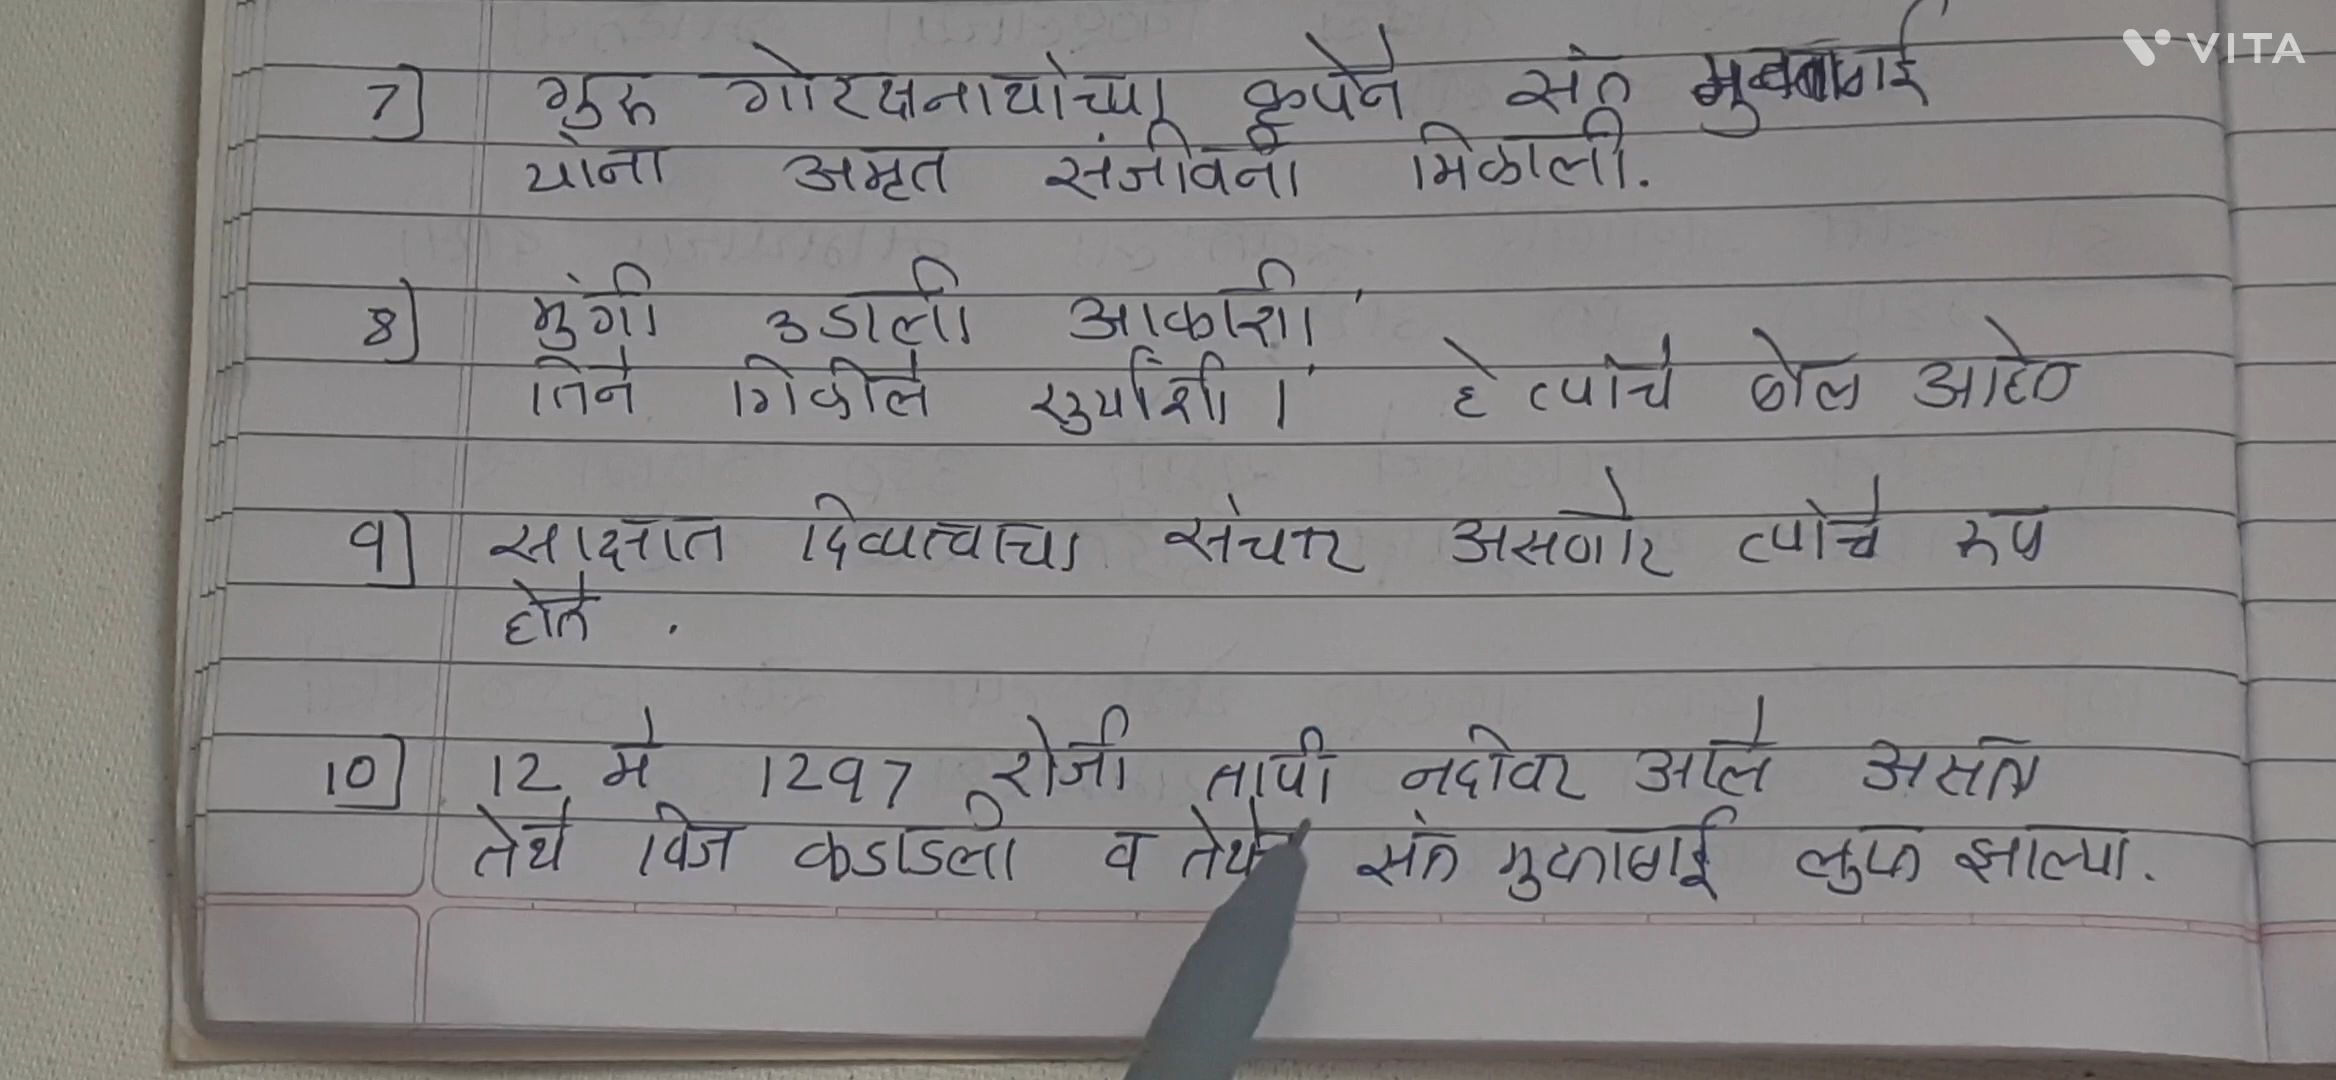 VITA
7) गुरु गोरक्षनाथांच्या कृपेने संत मुक्ताबाई
यांना अमृत संजीवनी मिळाली.
8) मुंगी उडाली आकाशी'
तिने गिळीले सुर्याशी।' हे त्यांचे बोल आहेत
9) साक्षात दिव्यत्वाचा संचार असणारे त्यांचे रुप
होते .
10) 12 मे 1297 रोजी तापी नदीवर आले असता
तेथे विज कडाडली व तेथेच संत मुक्ताबाई लुप्त झाल्या.